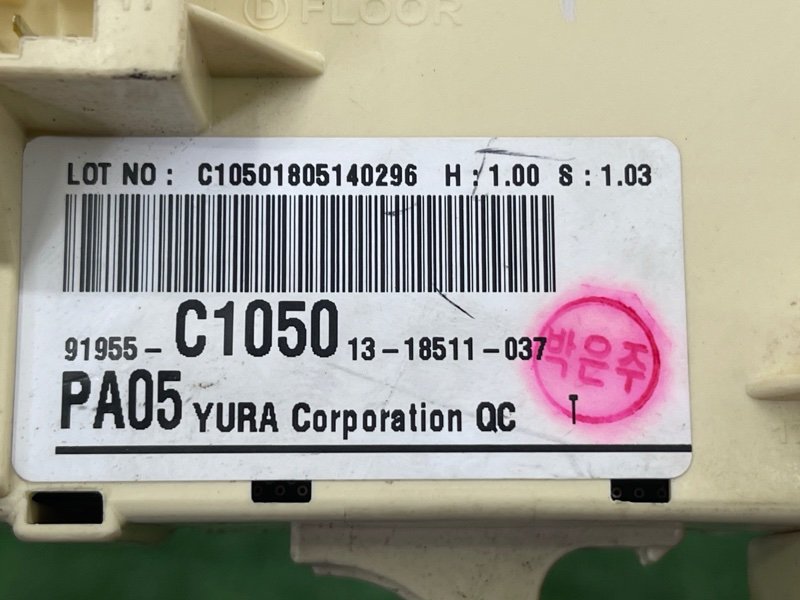 D FLOOR
LOT NO : C10501805140296 H : 1.00 S : 1.03
91955-C1050 13-18511-037
박은주
PA05 YURA Corporation QC T